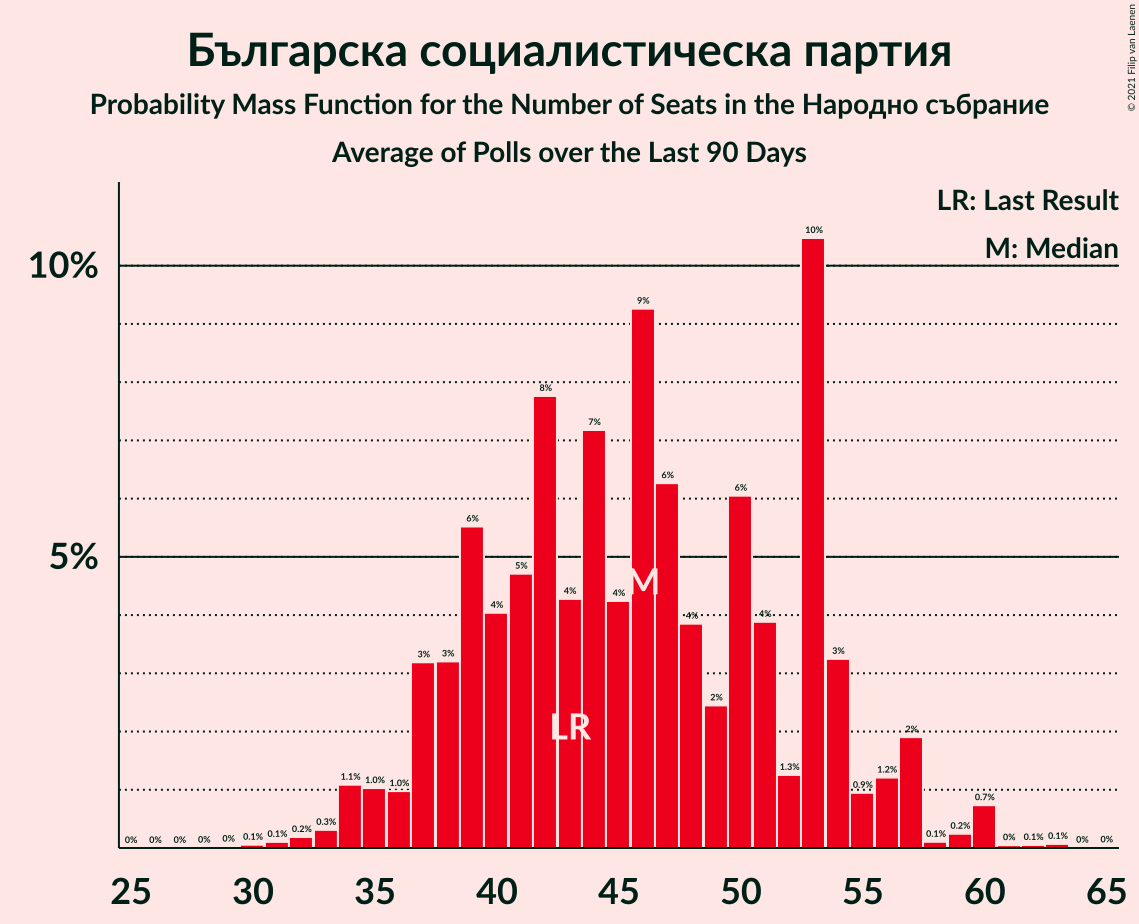 Българска социалистическа партия
Probability Mass Function for the Number of Seats in the Народно събрание
Average of Polls over the Last 90 Days
© 2021 Filip van Laenen
LR: Last Result
M: Median
10%
5%
0% 0% 0% 0% 0% 0.1% 0.1% 0.2% 0.3% 1.1% 1.0% 1.0% 3% 3% 6% 4% 5% 8% 4% 7% 4% 9% 6% 4% 2% 6% 4% 1.3% 10% 3% 0.9% 1.2% 2% 0.1% 0.2% 0.7% 0% 0.1% 0.1% 0% 0%
M
LR
25 30 35 40 45 50 55 60 65